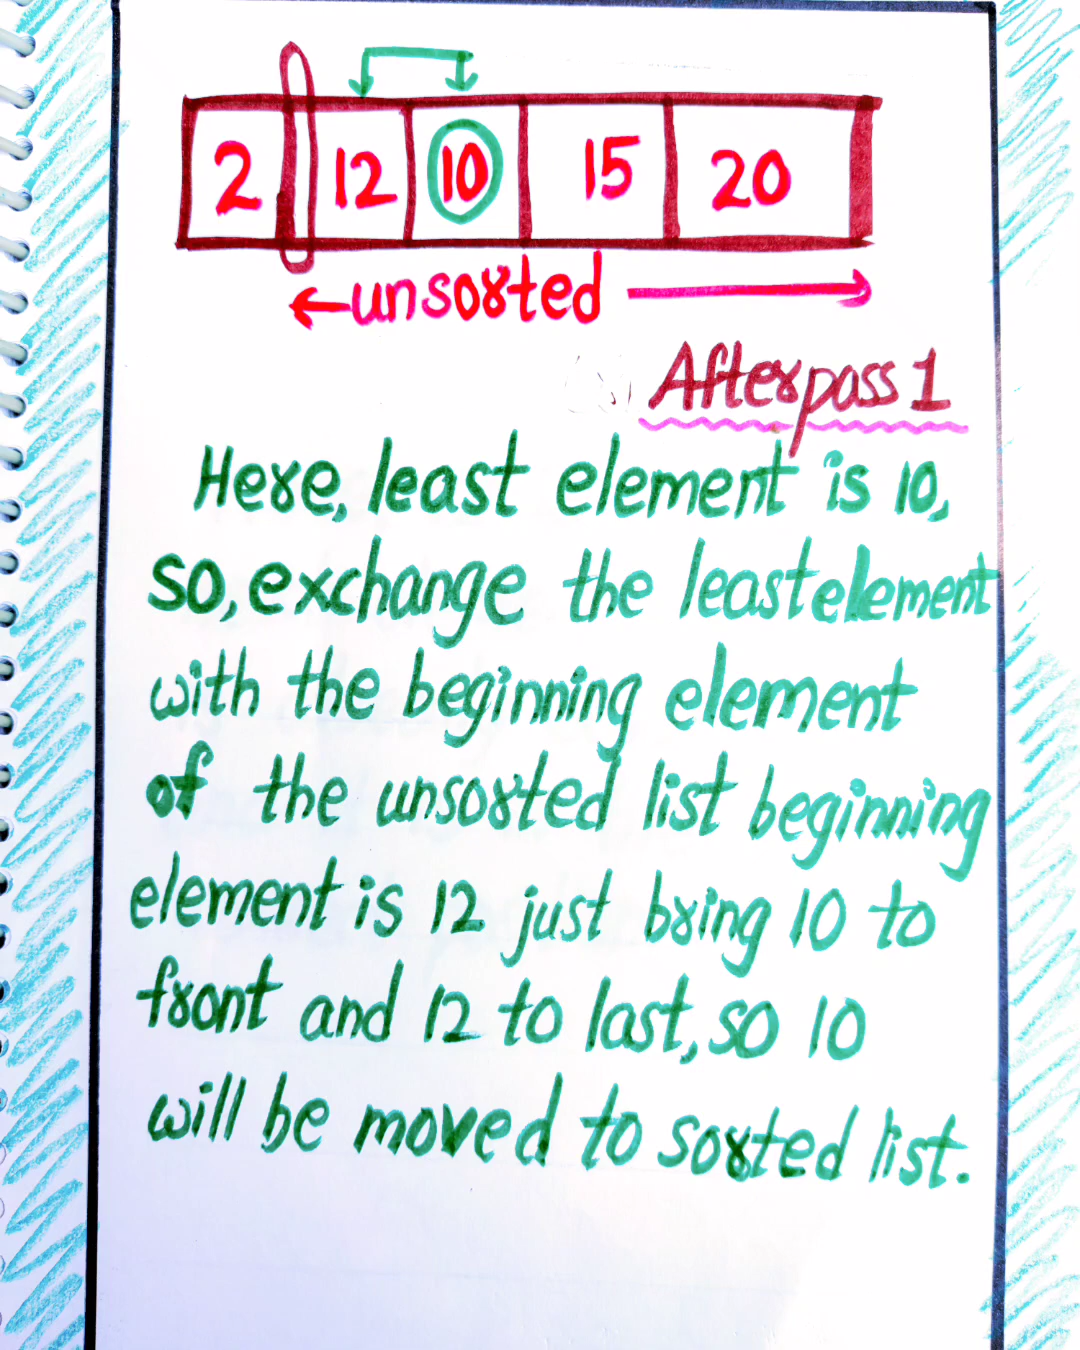 2 12 10 15 20
unsorted
After pass 1
Here, least element is 10,
so, exchange the least element
with the beginning element
of the unsorted list beginning
element is 12 just bring 10 to
front and 12 to last, so 10
will be moved to sorted list.